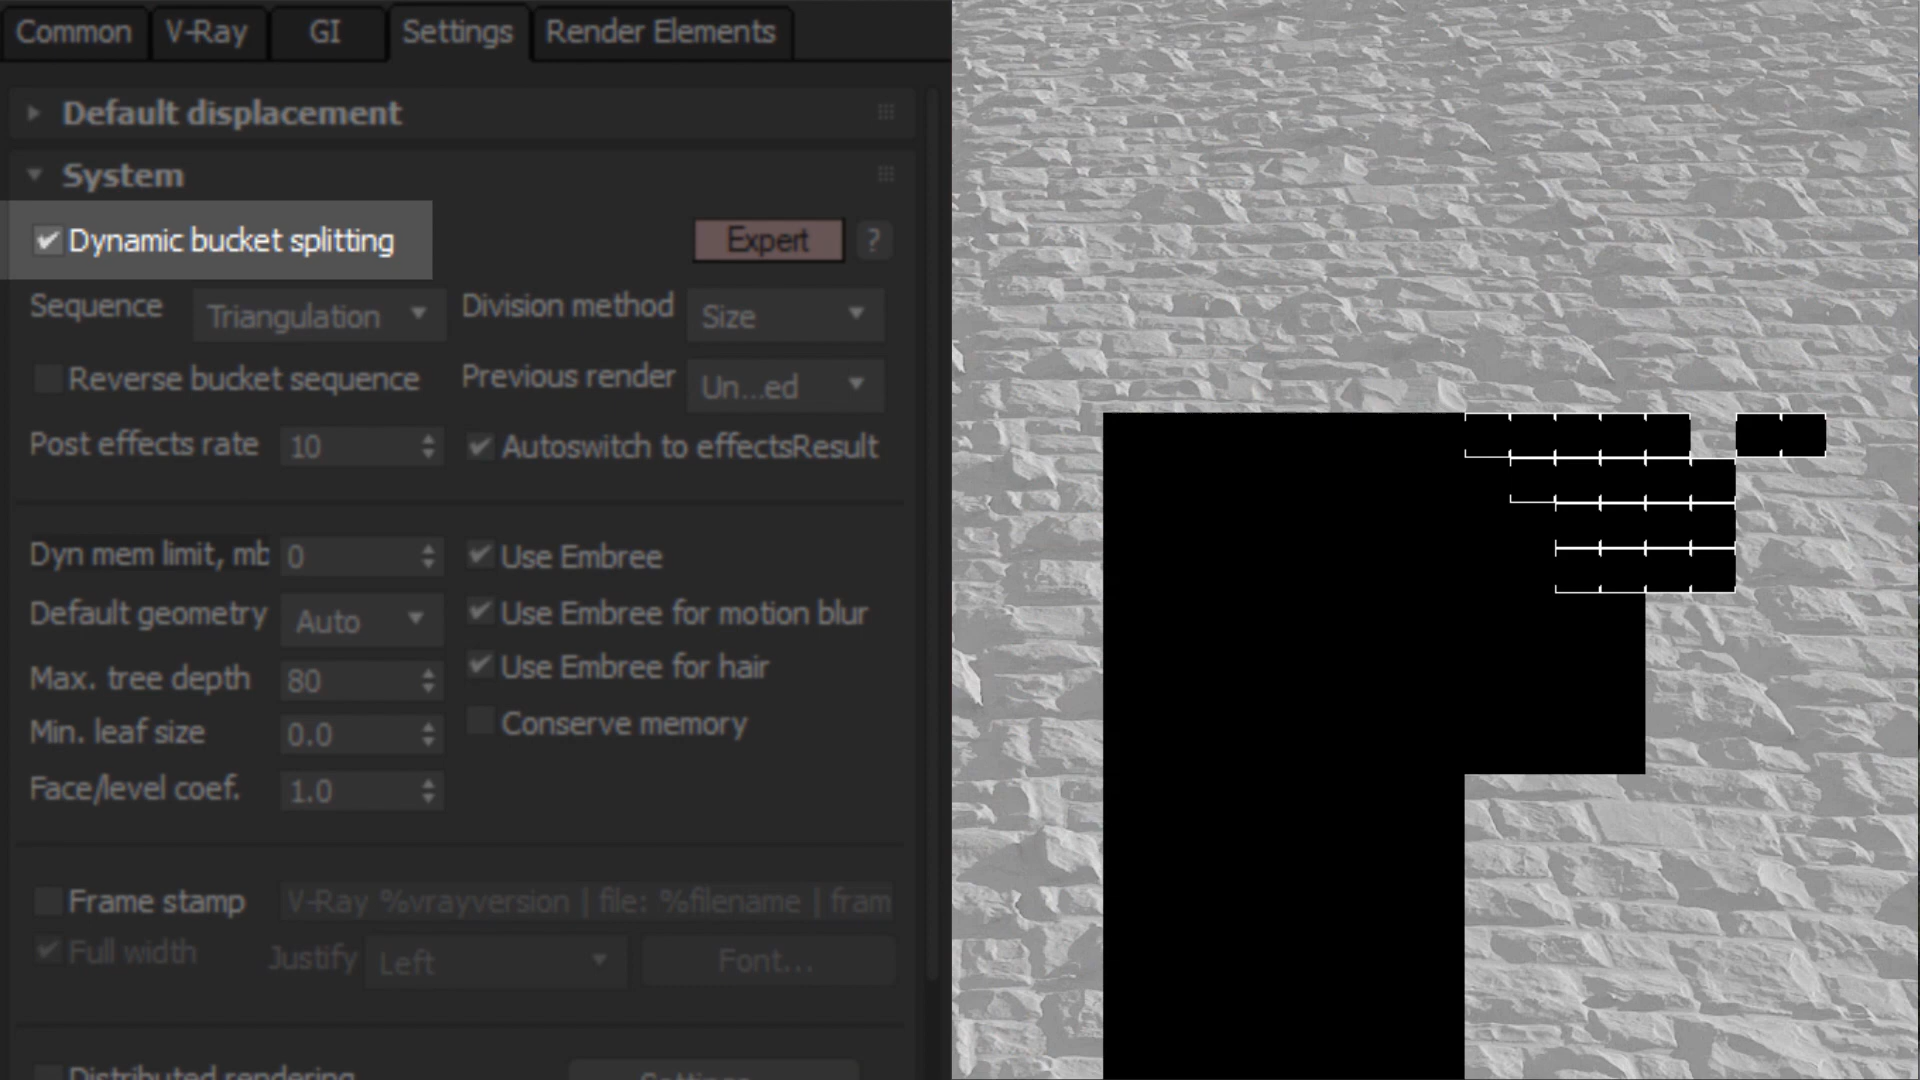 Common V-Ray GI Settings Render Elements
Default displacement
System
Dynamic bucket splitting Expert ?
Sequence Triangulation Division method Size
Reverse bucket sequence Previous render Un...ed
Post effects rate 10 Autoswitch to effectsResult
Dyn mem limit, mb 0 Use Embree
Default geometry Auto Use Embree for motion blur
Max. tree depth 80 Use Embree for hair
Min. leaf size 0.0 Conserve memory
Face/level coef. 1.0
Frame stamp V-Ray %vrayversion | file: %filename | fram
Full width Justify Left Font...
Distributed rendering Settings...